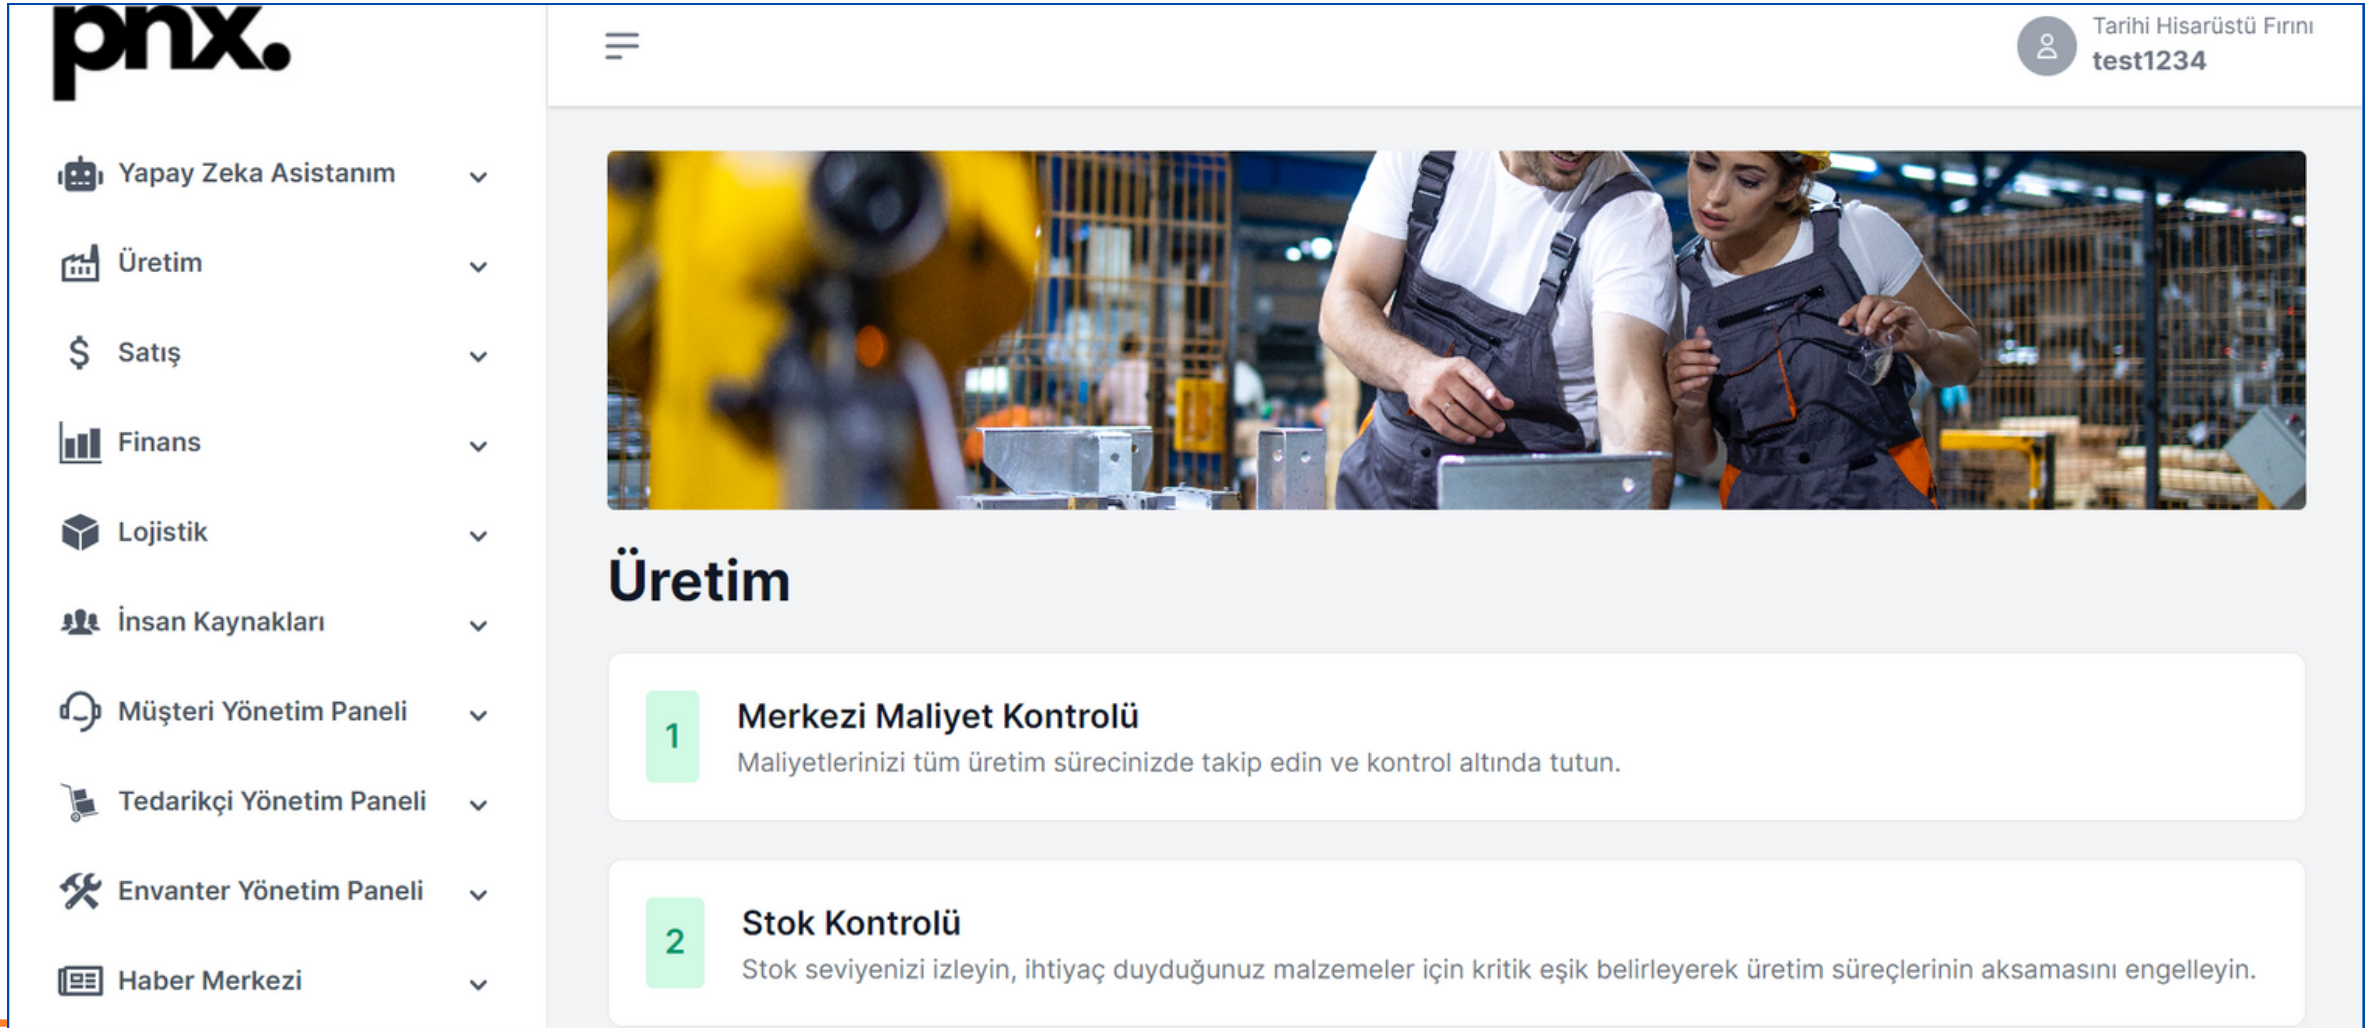 pnx.
Tarihi Hisarüstü Fırını
test1234
Yapay Zeka Asistanım
Üretim
Satış
Finans
Lojistik
İnsan Kaynakları
Müşteri Yönetim Paneli
Tedarikçi Yönetim Paneli
Envanter Yönetim Paneli
Haber Merkezi
Üretim
1
Merkezi Maliyet Kontrolü
Maliyetlerinizi tüm üretim sürecinizde takip edin ve kontrol altında tutun.
2
Stok Kontrolü
Stok seviyenizi izleyin, ihtiyaç duyduğunuz malzemeler için kritik eşik belirleyerek üretim süreçlerinin aksamasını engelleyin.